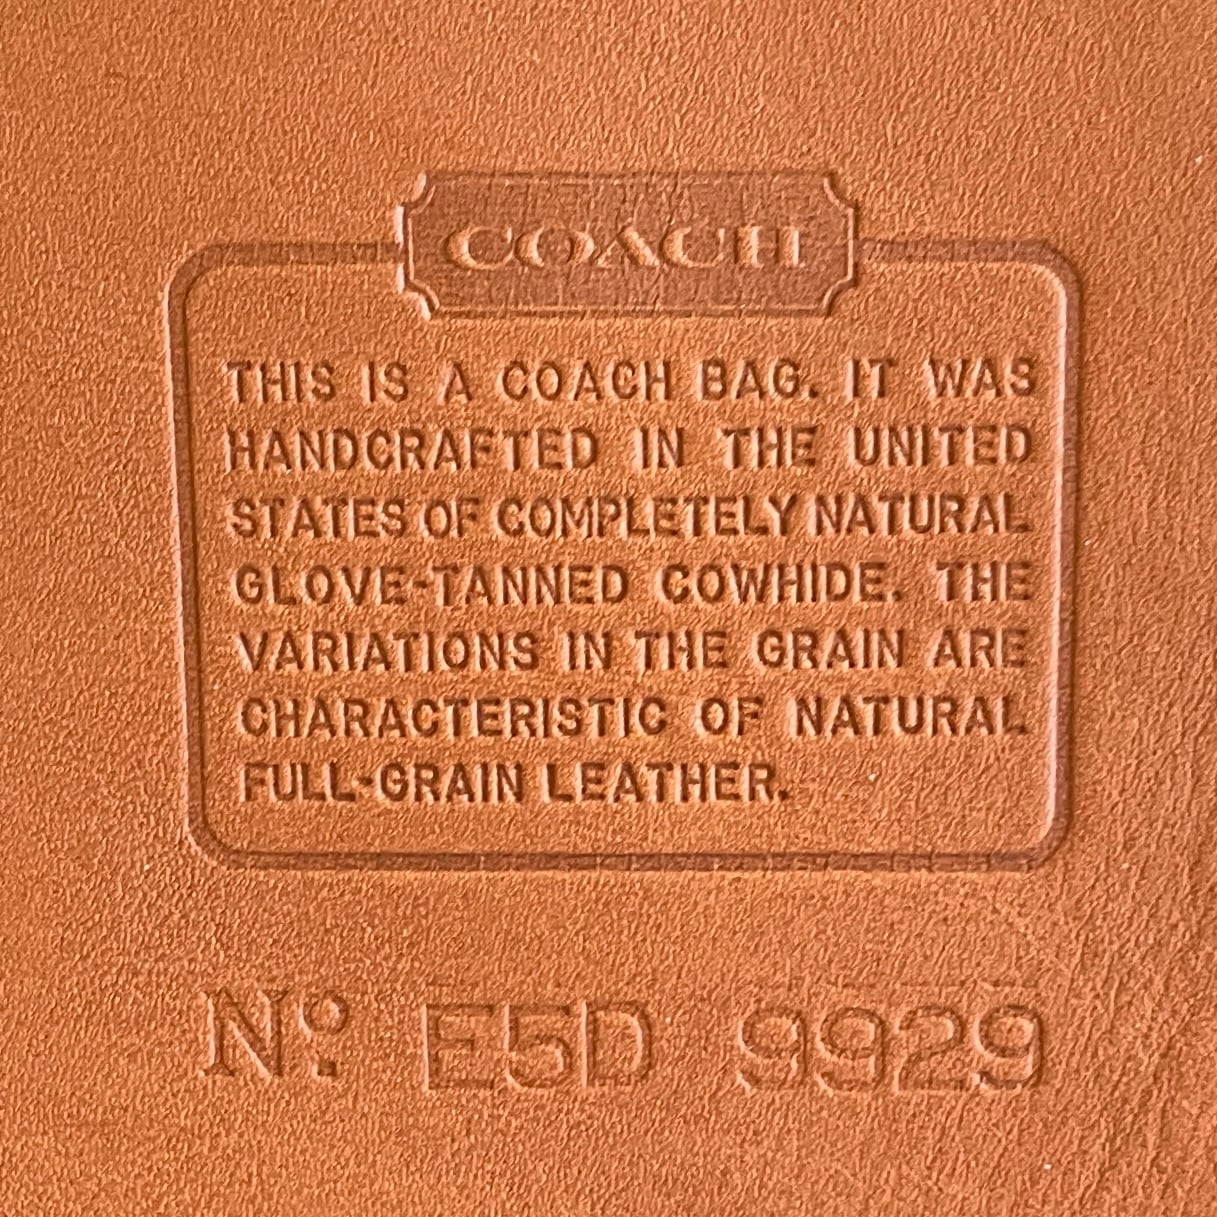 COACH
THIS IS A COACH BAG. IT WAS
HANDCRAFTED IN THE UNITED
STATES OF COMPLETELY NATURAL
GLOVE-TANNED COWHIDE. THE
VARIATIONS IN THE GRAIN ARE
CHARACTERISTIC OF NATURAL
FULL-GRAIN LEATHER.
Nº E5D 9929